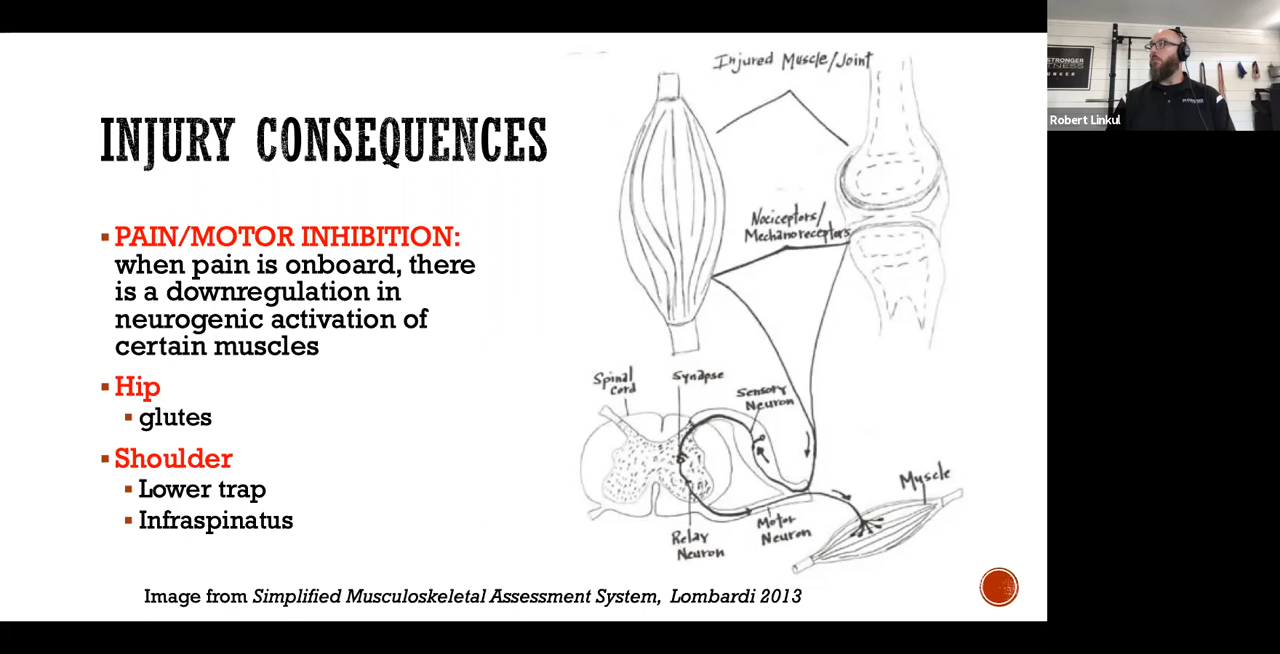 INJURY CONSEQUENCES
PAIN/MOTOR INHIBITION:
when pain is onboard, there
is a downregulation in
neurogenic activation of
certain muscles
Hip
glutes
Shoulder
Lower trap
Infraspinatus
Injured Muscle/Joint
Nociceptors/
Mechanoreceptors
Spinal
Cord
Synapse
Sensory
Neuron
Muscle
Relay
Neuron
Motor
Neuron
Image from Simplified Musculoskeletal Assessment System, Lombardi 2013
STRONGER
Robert Linkul